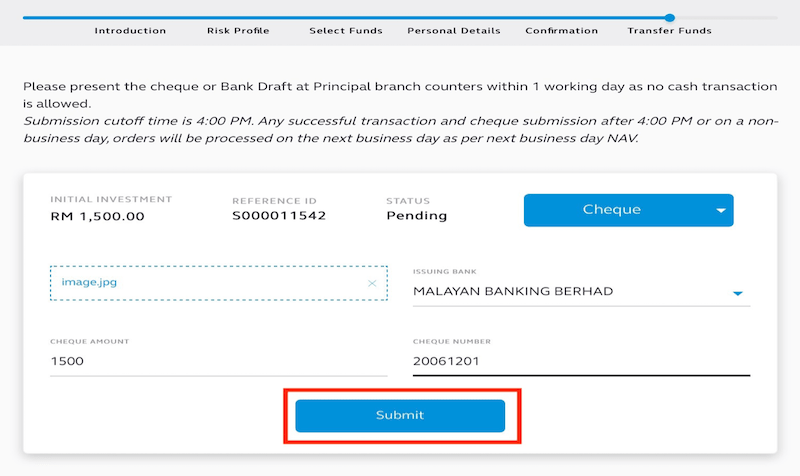 Introduction Risk Profile Select Funds Personal Details Confirmation Transfer Funds
Please present the cheque or Bank Draft at Principal branch counters within 1 working day as no cash transaction
is allowed.
Submission cutoff time is 4:00 PM. Any successful transaction and cheque submission after 4:00 PM or on a non-
business day, orders will be processed on the next business day as per next business day NAV.
INITIAL INVESTMENT REFERENCE ID STATUS
RM 1,500.00 S000011542 Pending Cheque
ISSUING BANK
image.jpg MALAYAN BANKING BERHAD
CHEQUE AMOUNT CHEQUE NUMBER
1500 20061201
Submit